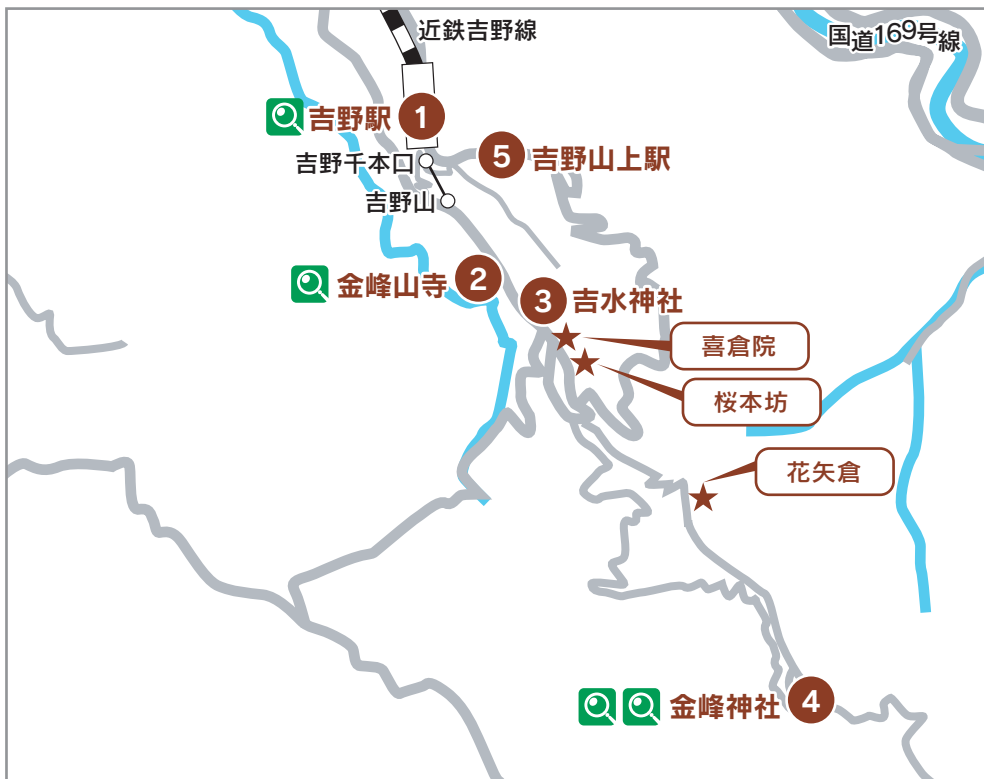 近鉄吉野線
国道169号線
吉野駅 1
5 吉野山上駅
吉野千本口
吉野山
金峰山寺 2
3 吉水神社
喜倉院
桜本坊
花矢倉
金峰神社 4